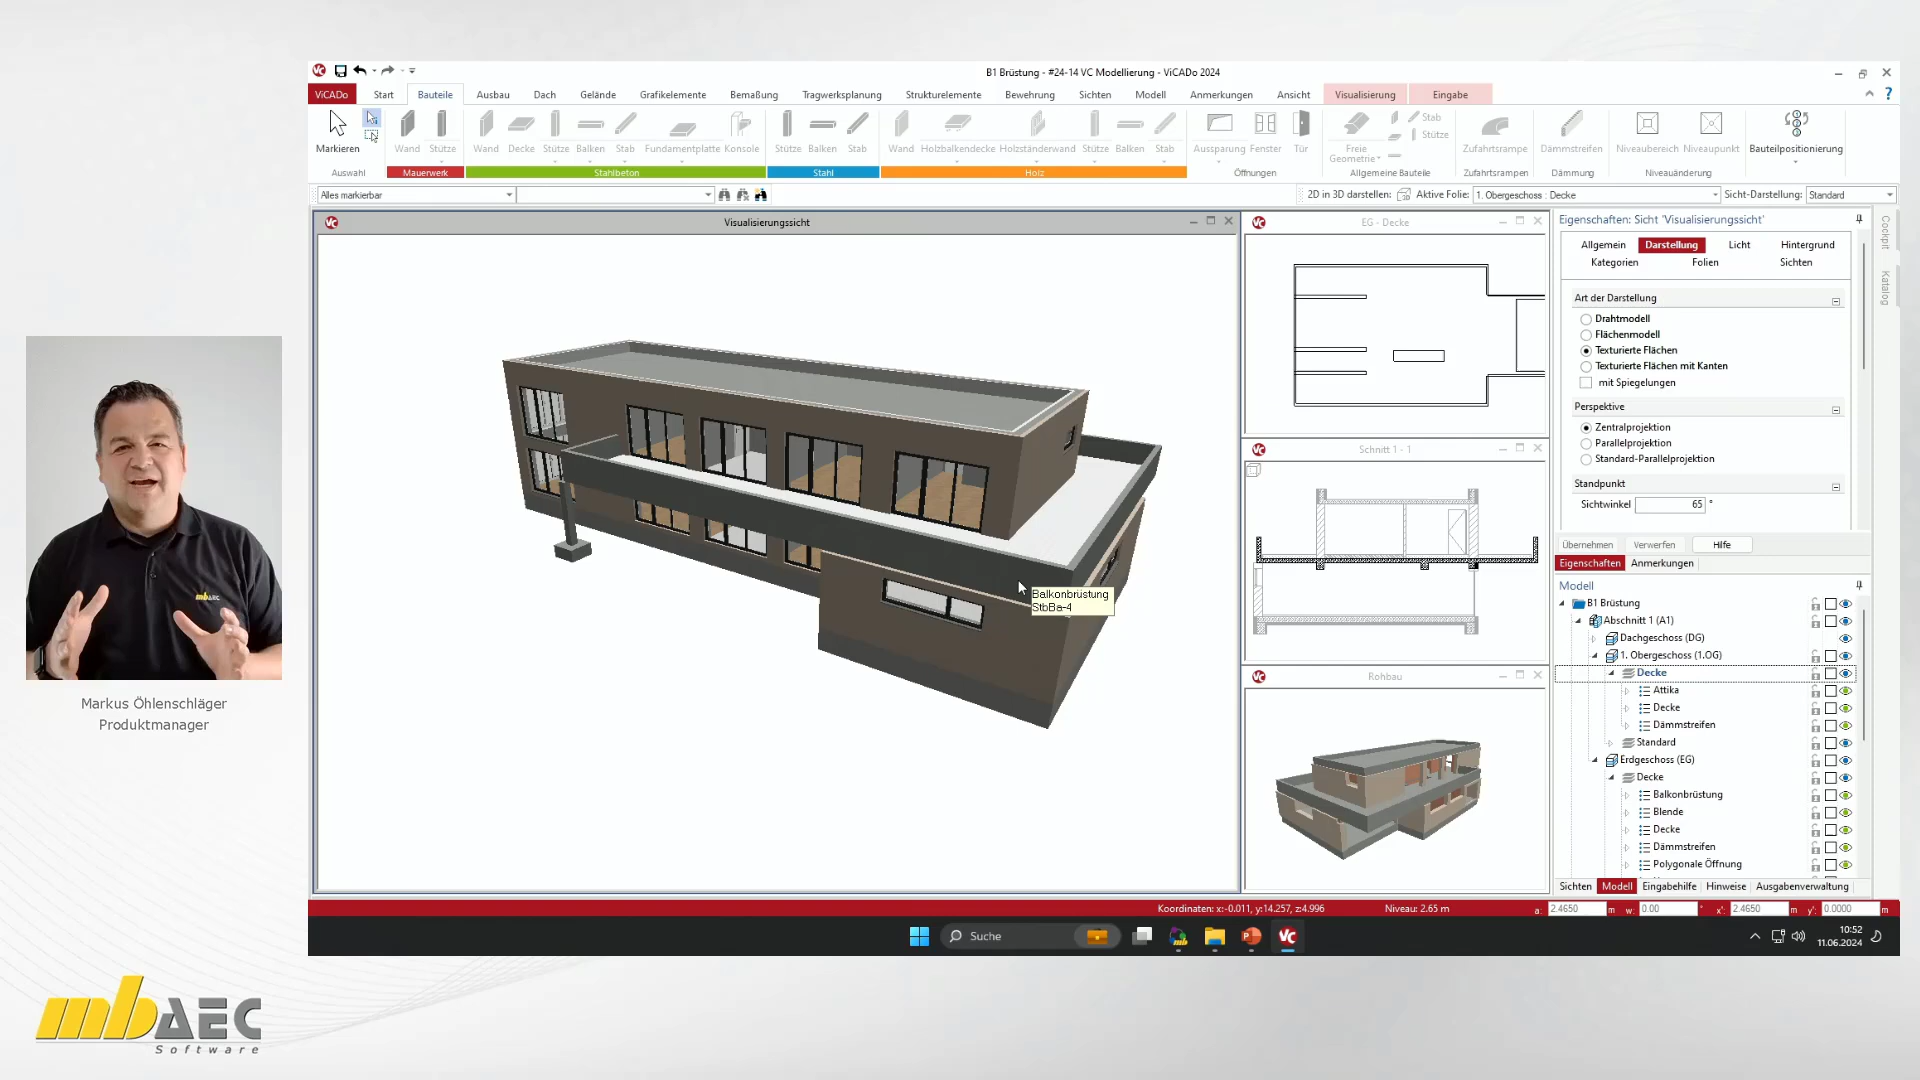 B1 Brüstung - #24-14 VC Modellierung - ViCADo 2024
ViCADo Start Bauteile Ausbau Dach Gelände Grafikelemente Bemaßung Tragwerksplanung Strukturelemente Bewehrung Sichten Modell Anmerkungen Ansicht Visualisierung Eingabe
Markieren Wand Stütze Wand Decke Stütze Balken Stab Fundamentplatte Konsole Stütze Balken Stab Wand Holzbalkendecke Holzständerwand Stütze Balken Stab Aussparung Fenster Tür Freie Geometrie Stab Stütze Zufahrtsrampe Dämmstreifen Niveaubereich Niveaupunkt Bauteilpositionierung
Auswahl Mauerwerk Stahlbeton Stahl Holz Öffnungen Allgemeine Bauteile Zufahrtsrampen Dämmung Niveauänderung
Alles markierbar 2D in 3D darstellen: Aktive Folie: 1. Obergeschoss : Decke Sicht-Darstellung: Standard
Visualisierungssicht
Balkonbrüstung
StbBa-4
EG - Decke
Schnitt 1 - 1
Rohbau
Eigenschaften: Sicht 'Visualisierungssicht'
Allgemein Darstellung Licht Hintergrund
Kategorien Folien Sichten
Art der Darstellung
Drahtmodell
Flächenmodell
Texturierte Flächen
Texturierte Flächen mit Kanten
mit Spiegelungen
Perspektive
Zentralprojektion
Parallelprojektion
Standard-Parallelprojektion
Standpunkt
Sichtwinkel 65 °
Übernehmen Verwerfen Hilfe
Eigenschaften Anmerkungen
Cockpit
Katalog
Modell
B1 Brüstung
Abschnitt 1 (A1)
Dachgeschoss (DG)
1. Obergeschoss (1.OG)
Decke
Attika
Decke
Dämmstreifen
Standard
Erdgeschoss (EG)
Decke
Balkonbrüstung
Blende
Decke
Dämmstreifen
Polygonale Öffnung
Sichten Modell Eingabehilfe Hinweise Ausgabenverwaltung
Koordinaten: x:-0.011, y:14.257, z:4.996 Niveau: 2.65 m a: 2.4650 m w: 0.00 ° x': 2.4650 m y': 0.0000 m
Suche
10:52
11.06.2024
mbAEC
Markus Öhlenschläger
Produktmanager
mbAEC
Software